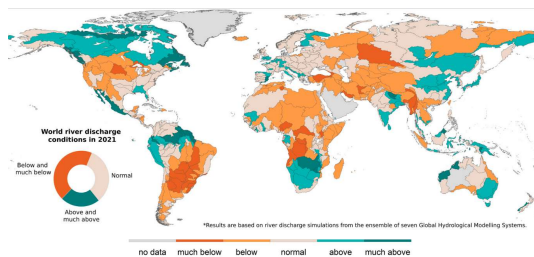 World river discharge
conditions in 2021
Below and
much below
Normal
Above and
much above
*Results are based on river discharge simulations from the ensemble of seven Global Hydrological Modelling Systems.
no data
much below
below
normal
above
much above